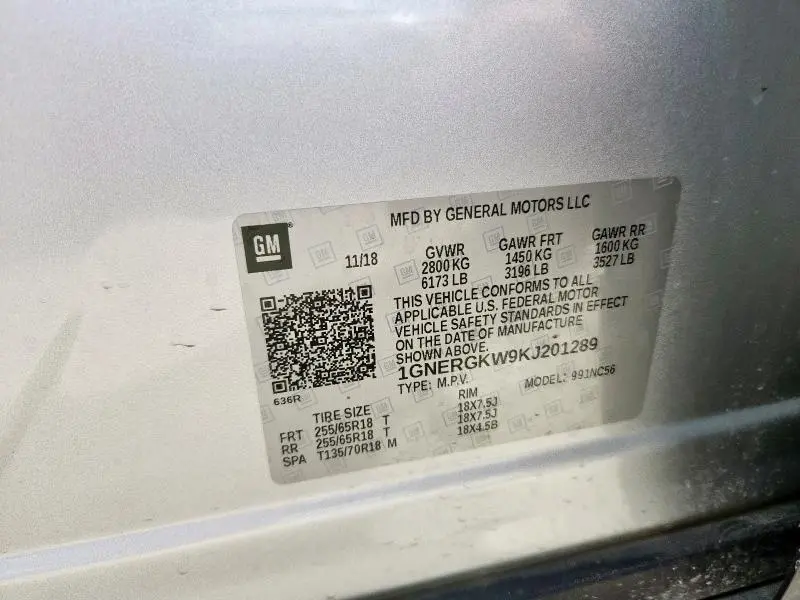 MFD BY GENERAL MOTORS LLC
GM
11/18
GVWR GAWR FRT GAWR RR
2800 KG 1450 KG 1600 KG
6173 LB 3196 LB 3527 LB
THIS VEHICLE CONFORMS TO ALL
APPLICABLE U.S. FEDERAL MOTOR
VEHICLE SAFETY STANDARDS IN EFFECT
ON THE DATE OF MANUFACTURE
SHOWN ABOVE.
1GNERGKW9KJ201289
TYPE: M.P.V. MODEL: 991NC56
636R
TIRE SIZE RIM
FRT 255/65R18 T 18X7.5J
RR 255/65R18 T 18X7.5J
SPA T135/70R18 M 18X4.5B